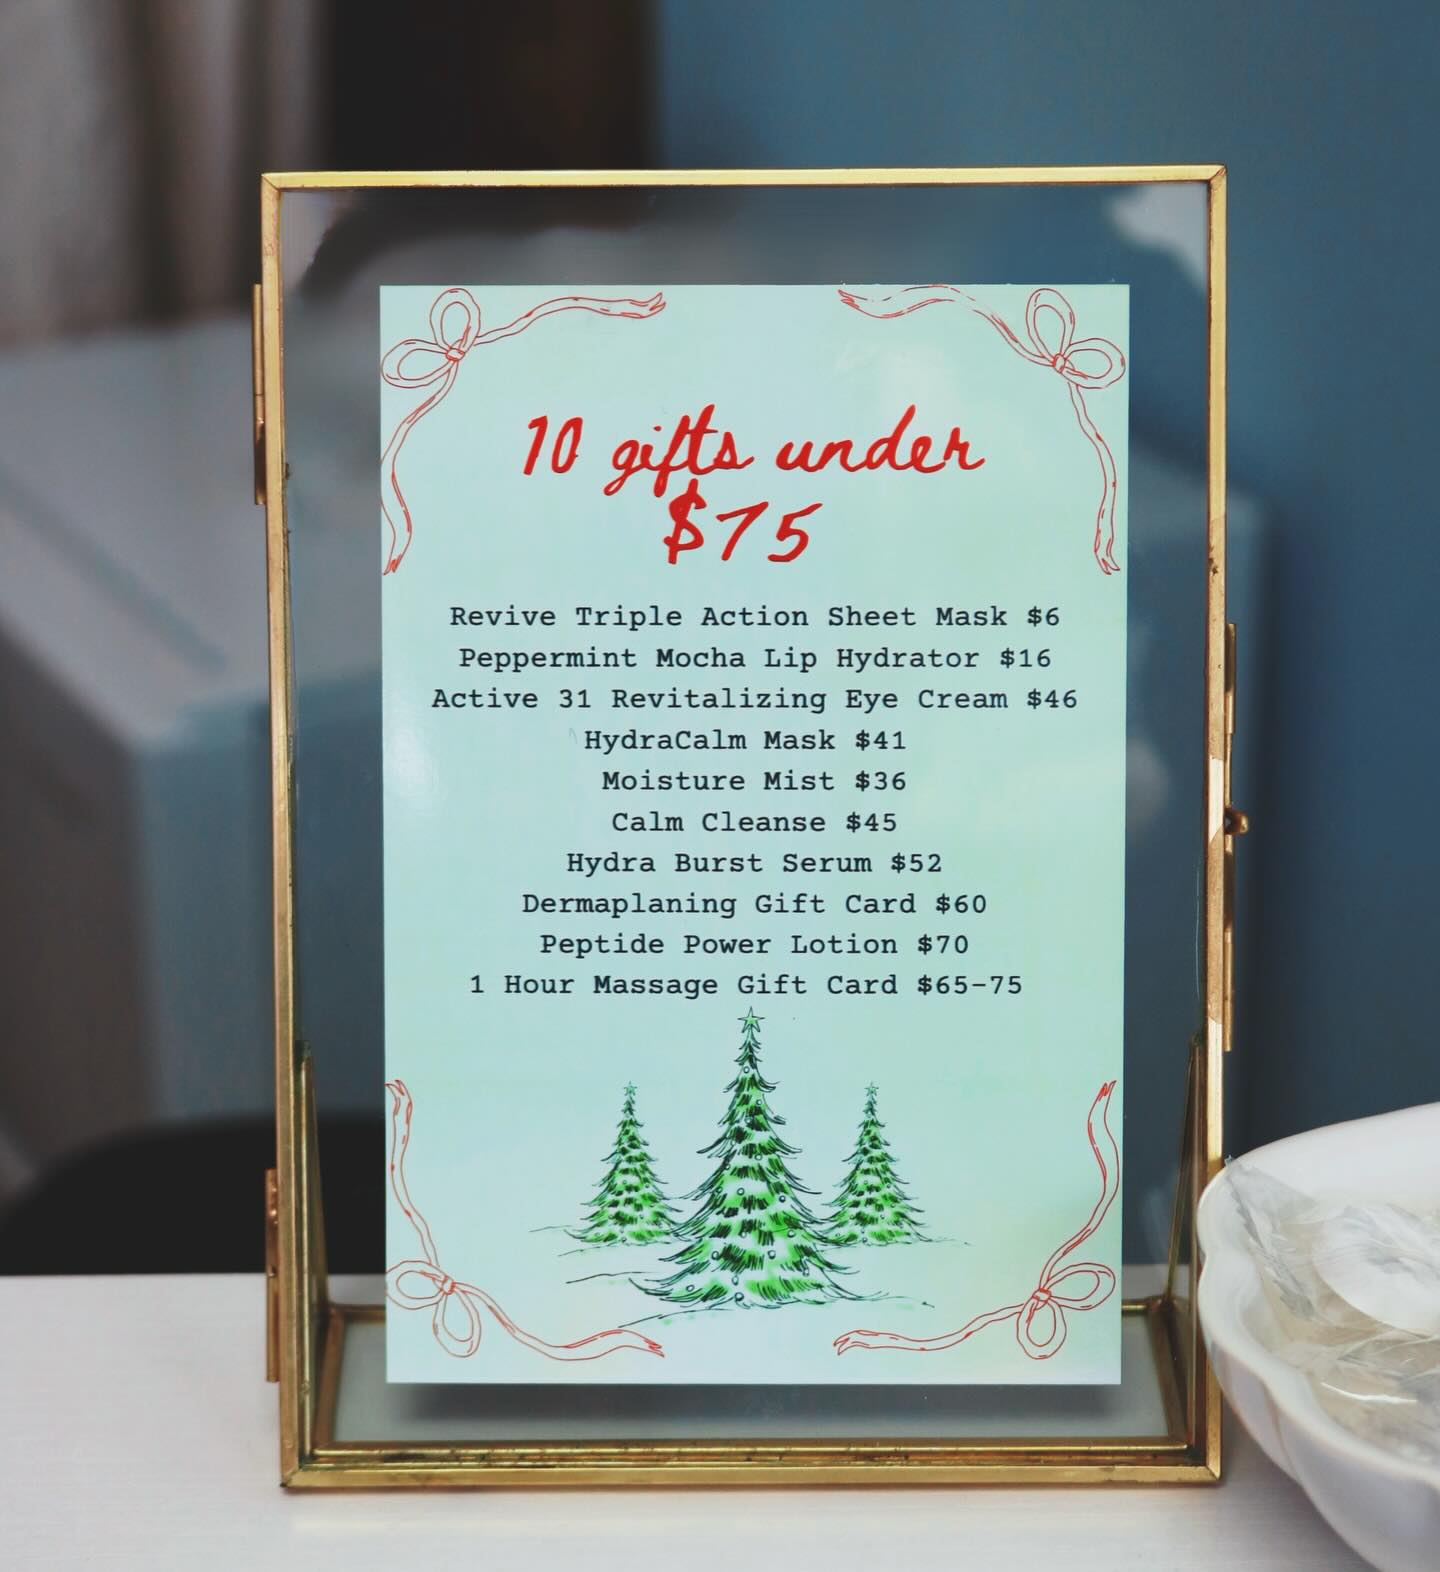 10 gifts under
$75
Revive Triple Action Sheet Mask $6
Peppermint Mocha Lip Hydrator $16
Active 31 Revitalizing Eye Cream $46
HydraCalm Mask $41
Moisture Mist $36
Calm Cleanse $45
Hydra Burst Serum $52
Dermaplaning Gift Card $60
Peptide Power Lotion $70
1 Hour Massage Gift Card $65-75